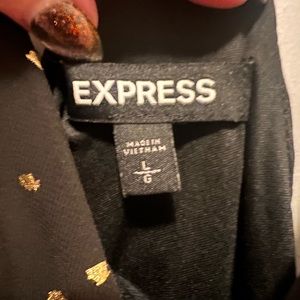 EXPRESS
MADE IN
VIETNAM
L
G